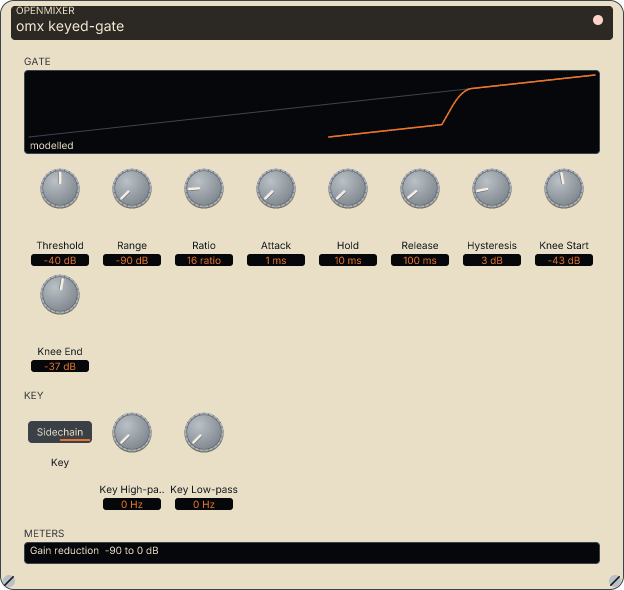 OPENMIXER
omx keyed-gate
GATE
modelled
Threshold Range Ratio Attack Hold Release Hysteresis Knee Start
-40 dB -90 dB 16 ratio 1 ms 10 ms 100 ms 3 dB -43 dB
Knee End
-37 dB
KEY
Sidechain
Key
Key High-pa.. Key Low-pass
0 Hz 0 Hz
METERS
Gain reduction -90 to 0 dB